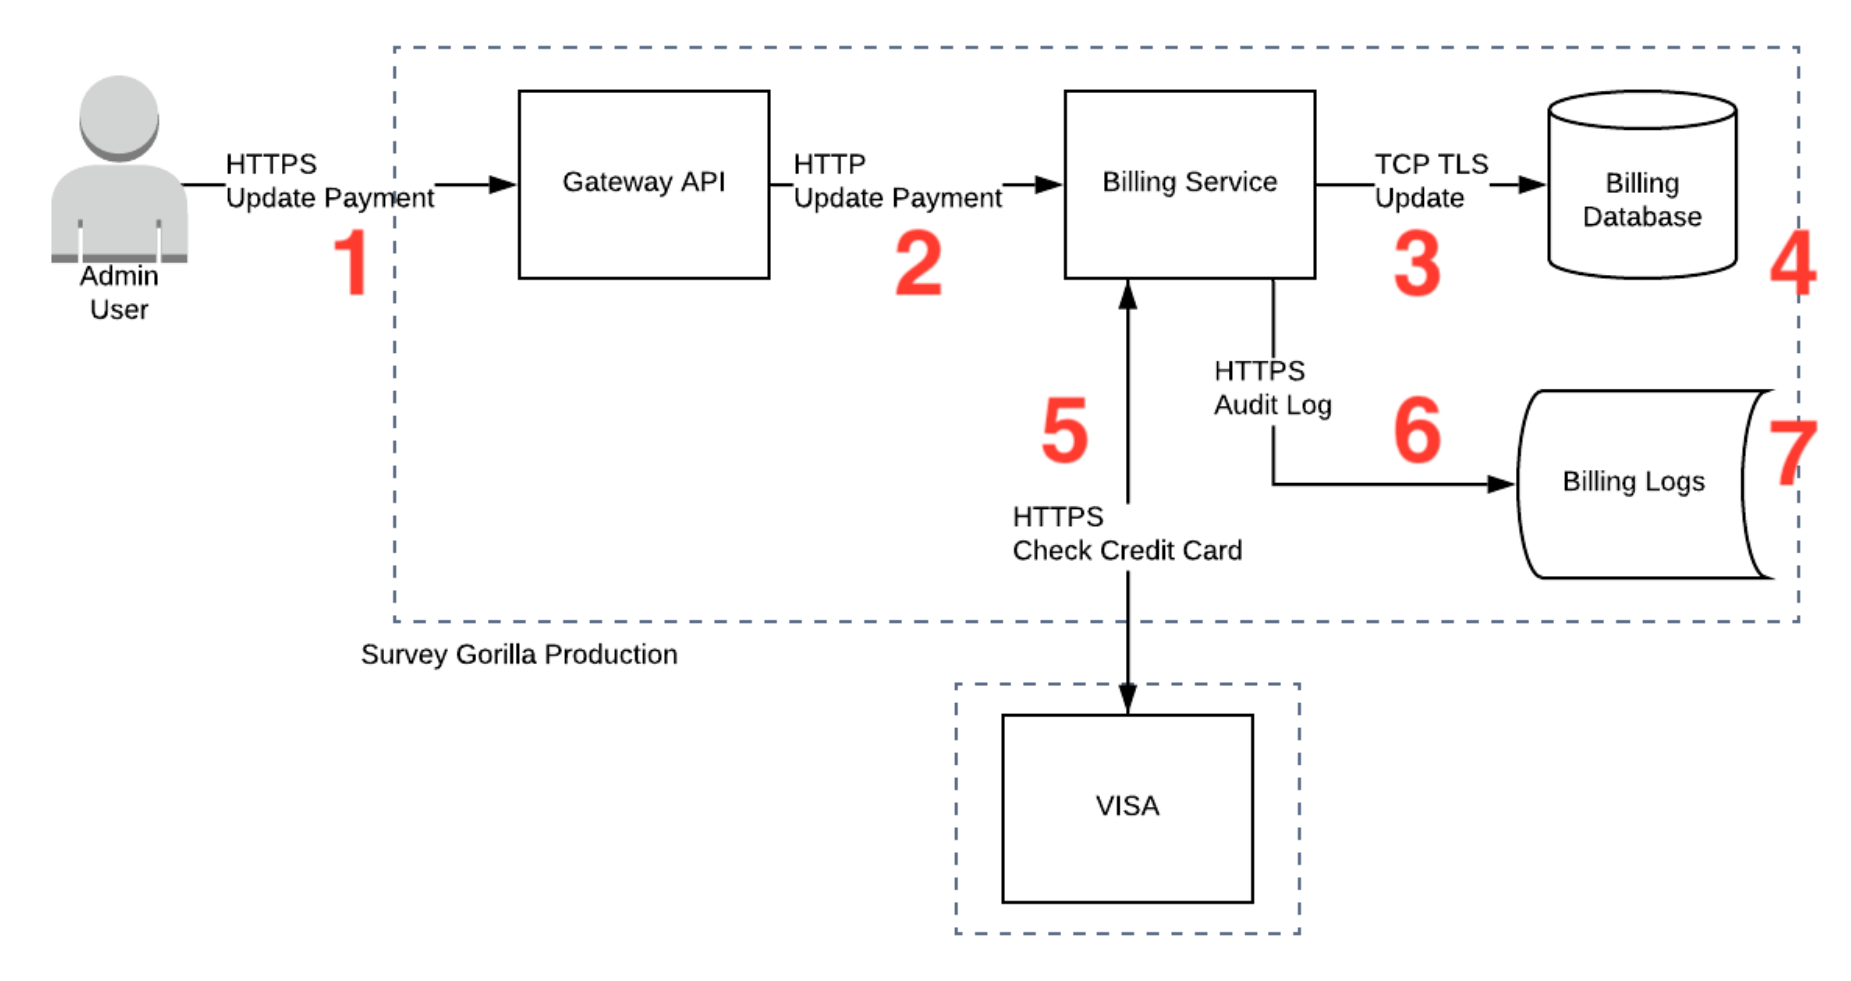 HTTPS
Update Payment
Admin
User
1
Gateway API
HTTP
Update Payment
2
Billing Service
TCP TLS
Update
3
Billing
Database
4
HTTPS
Audit Log
5
6
Billing Logs
7
HTTPS
Check Credit Card
Survey Gorilla Production
VISA